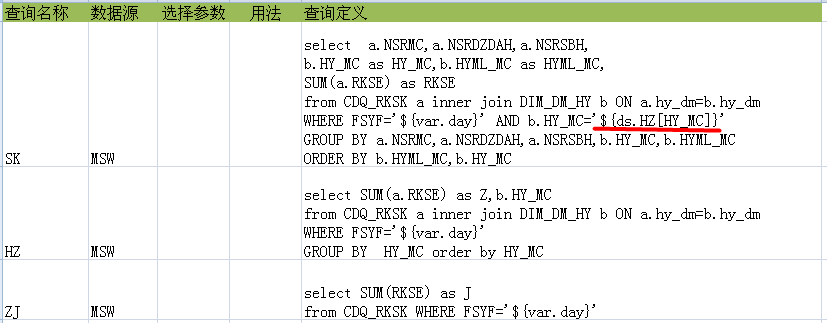 查询名称 数据源 选择参数 用法 查询定义
select  a.NSRMC,a.NSRDZDAH,a.NSRSBH,
b.HY_MC as HY_MC,b.HYML_MC as HYML_MC,
SUM(a.RKSE) as RKSE
from CDQ_RKSK a inner join DIM_DM_HY b ON a.hy_dm=b.hy_dm
WHERE FSYF='${var.day}' AND b.HY_MC='${ds.HZ[HY_MC]}'
GROUP BY a.NSRMC,a.NSRDZDAH,a.NSRSBH,b.HY_MC,b.HYML_MC
SK MSW ORDER BY b.HYML_MC,b.HY_MC
select SUM(a.RKSE) as Z,b.HY_MC
from CDQ_RKSK a inner join DIM_DM_HY b ON a.hy_dm=b.hy_dm
WHERE FSYF='${var.day}'
HZ MSW GROUP BY  HY_MC order by HY_MC
select SUM(RKSE) as J
ZJ MSW from CDQ_RKSK WHERE FSYF='${var.day}'